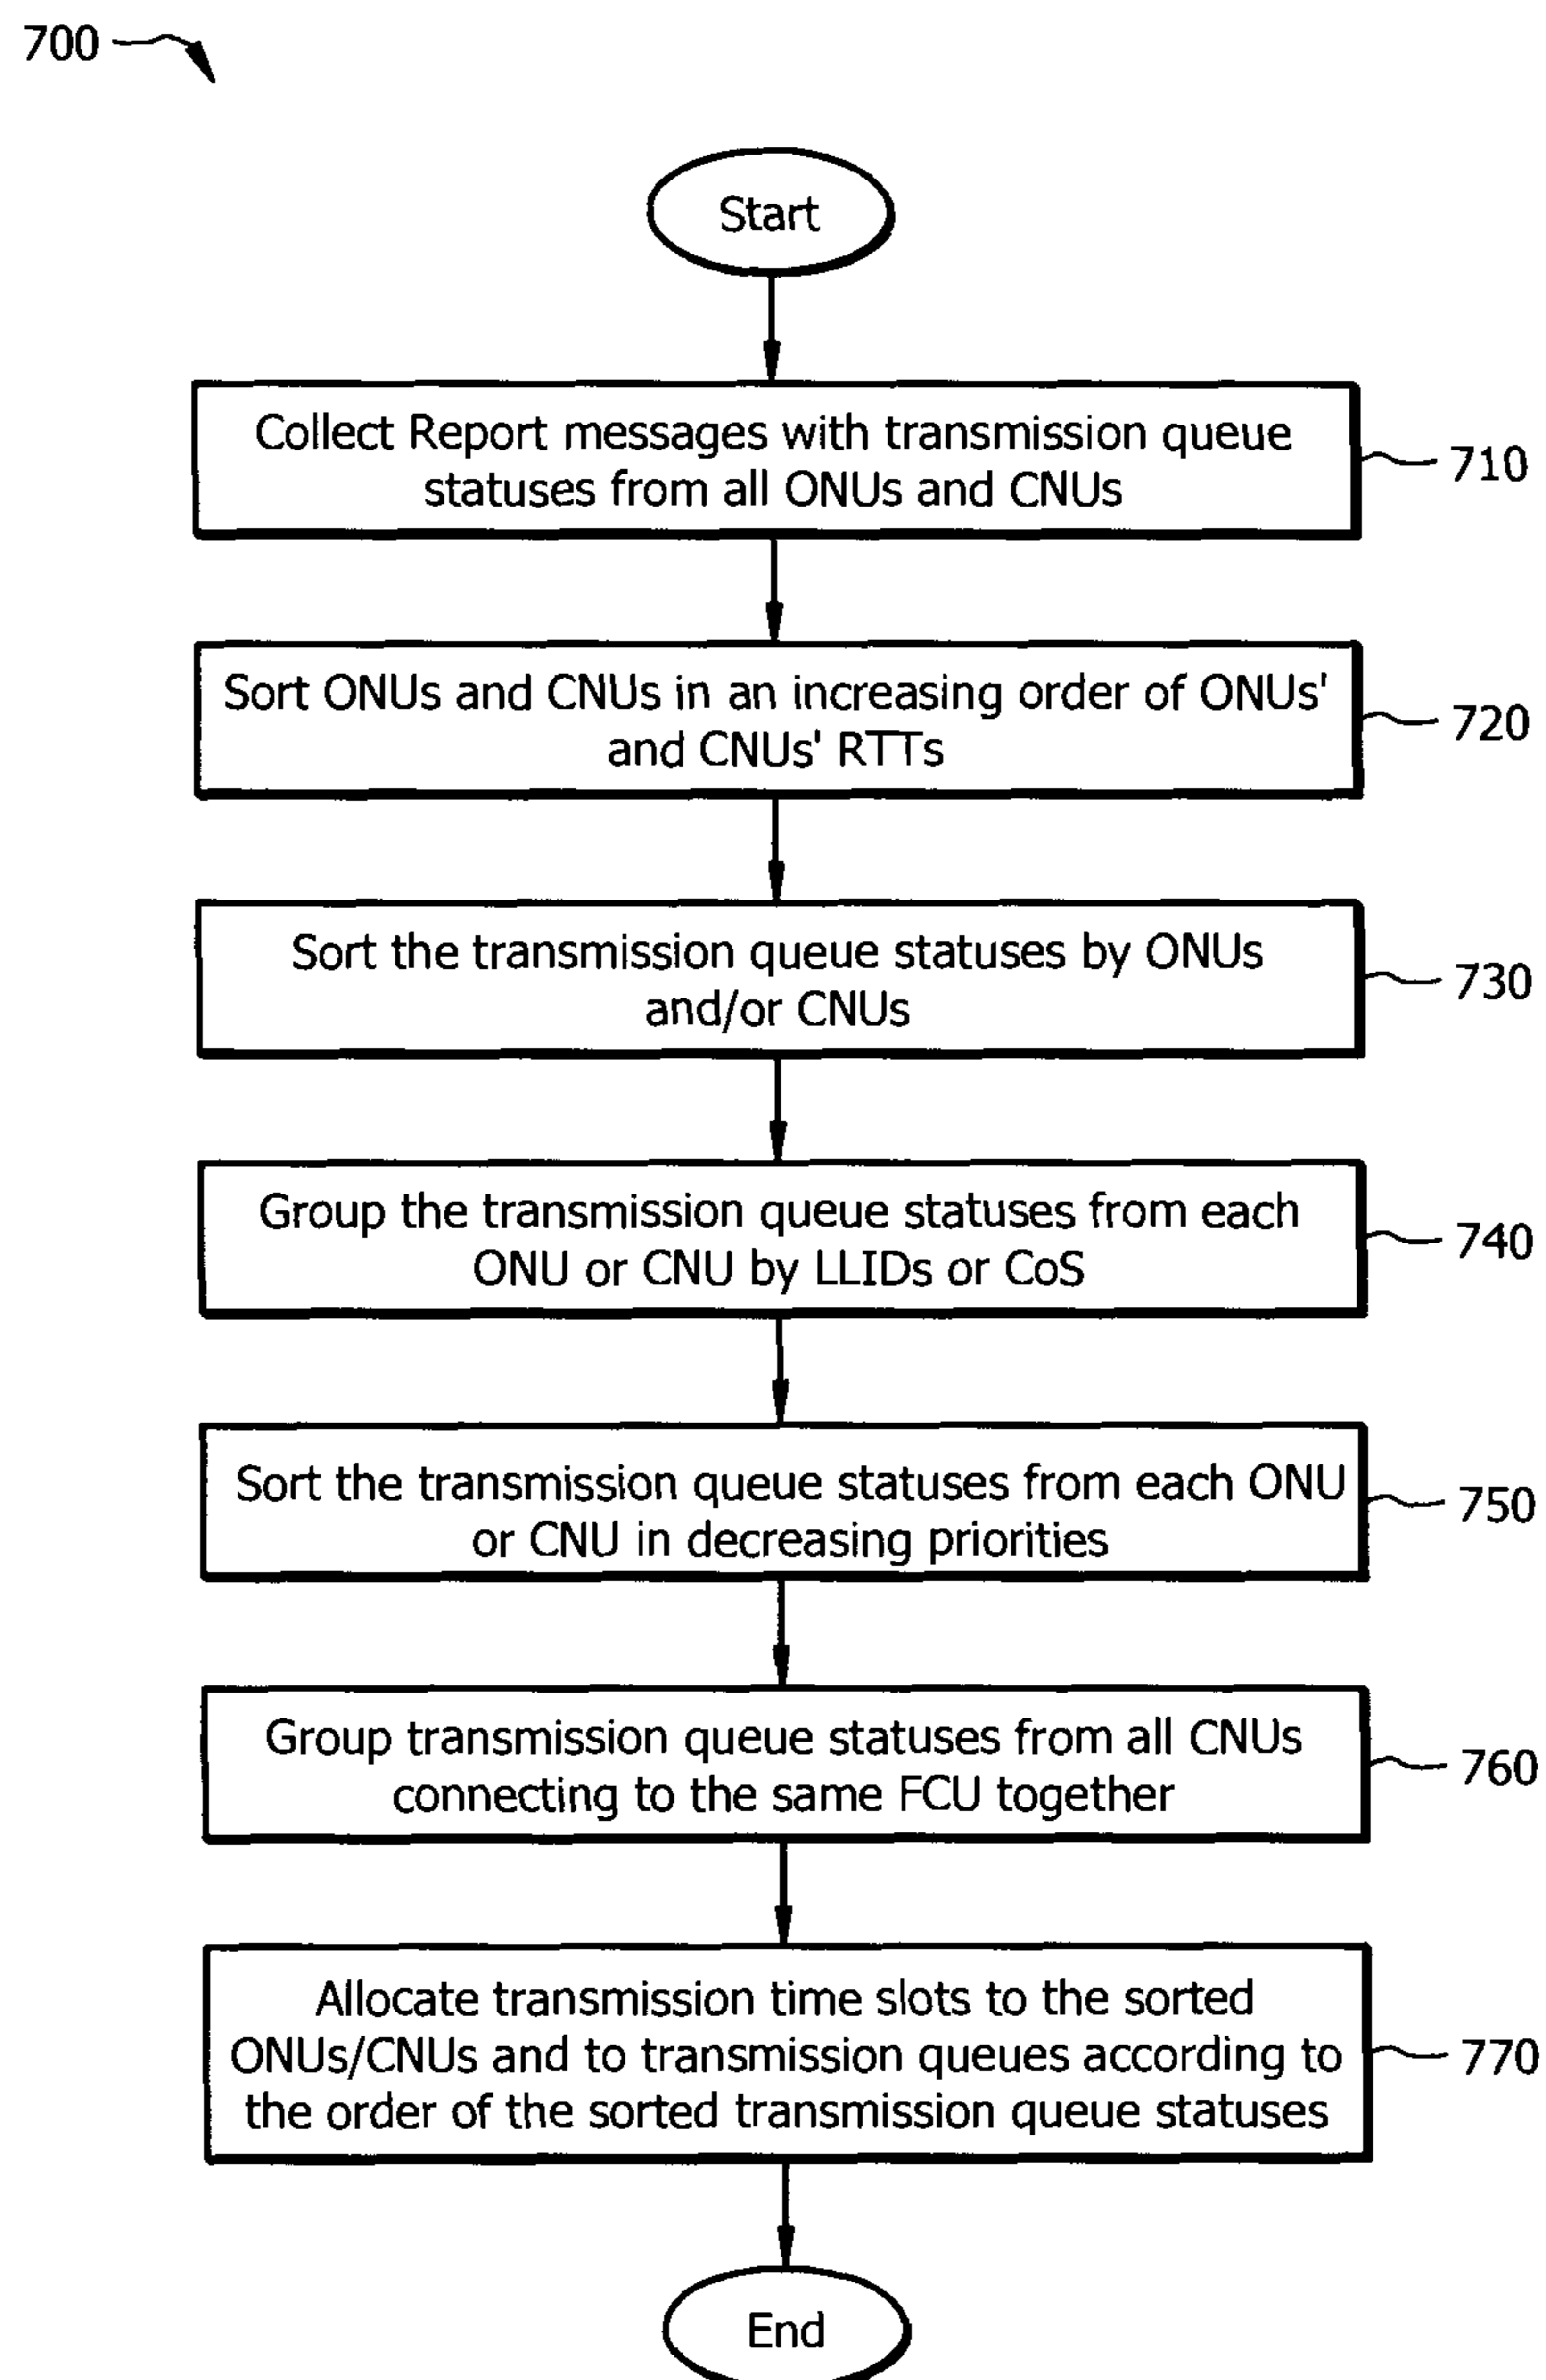 700
Start
Collect Report messages with transmission queue
statuses from all ONUs and CNUs
710
Sort ONUs and CNUs in an increasing order of ONUs'
and CNUs' RTTs
720
Sort the transmission queue statuses by ONUs
and/or CNUs
730
Group the transmission queue statuses from each
ONU or CNU by LLIDs or CoS
740
Sort the transmission queue statuses from each ONU
or CNU in decreasing priorities
750
Group transmission queue statuses from all CNUs
connecting to the same FCU together
760
Allocate transmission time slots to the sorted
ONUs/CNUs and to transmission queues according to
the order of the sorted transmission queue statuses
770
End